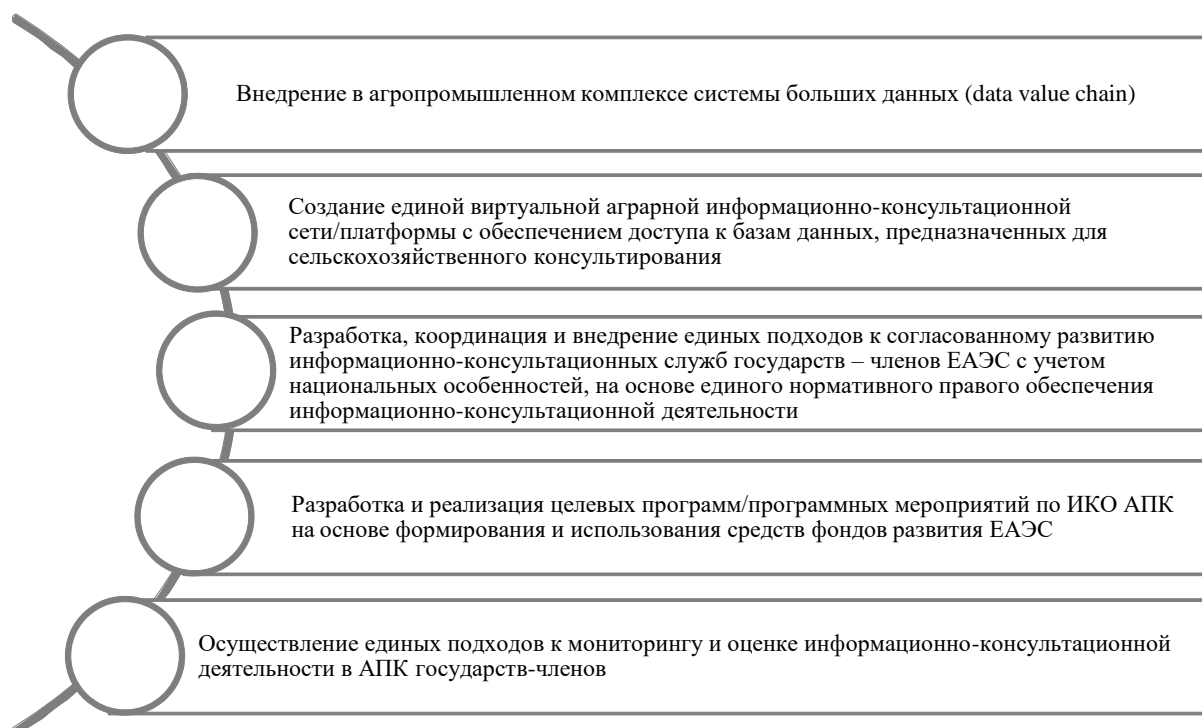 Внедрение в агропромышленном комплексе системы больших данных (data value chain)
Создание единой виртуальной аграрной информационно-консультационной
сети/платформы с обеспечением доступа к базам данных, предназначенных для
сельскохозяйственного консультирования
Разработка, координация и внедрение единых подходов к согласованному развитию
информационно-консультационных служб государств – членов ЕАЭС с учетом
национальных особенностей, на основе единого нормативного правого обеспечения
информационно-консультационной деятельности
Разработка и реализация целевых программ/программных мероприятий по ИКО АПК
на основе формирования и использования средств фондов развития ЕАЭС
Осуществление единых подходов к мониторингу и оценке информационно-консультационной
деятельности в АПК государств-членов